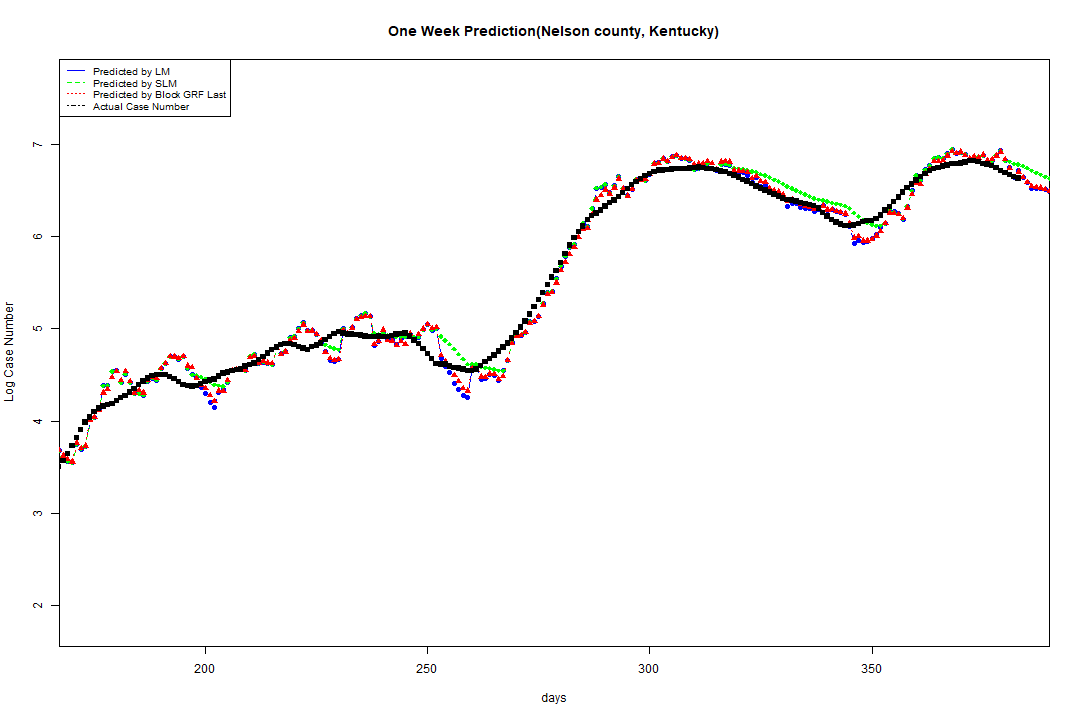 One Week Prediction(Nelson county, Kentucky)
Predicted by LM
Predicted by SLM
Predicted by Block GRF Last
Actual Case Number
Log Case Number
7
6
5
4
3
2
200
250
300
350
days